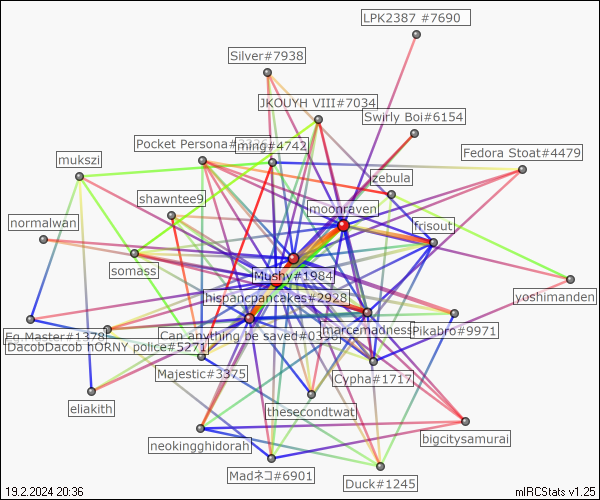 LPK2387 #7690
Silver#7938
JKOUYH VIII#7034
Swirly Boi#6154
Pocket Persona#
ming#4742
Fedora Stoat#4479
mukszi
zebula
shawntee9
moonraven
normalwan
frisout
somass
Mushy#1984
hispancpancakes#2928
yoshimanden
Eg.Master#1378
Can anything be saved#0338
marcemadness
Pikabro#9971
DacobDacob hORNY police#5271
Majestic#3375
Cypha#1717
eliakith
thesecondtwat
neokingghidorah
bigcitysamurai
Madネコ#6901
Duck#1245
19.2.2024 20:36
mIRCStats v1.25